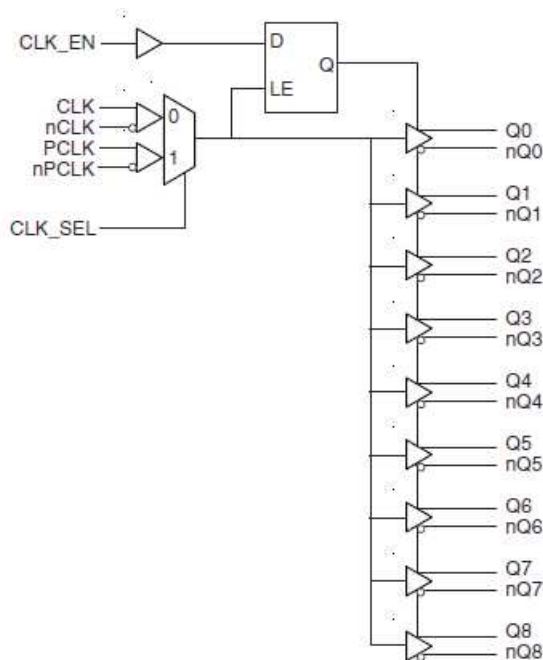 CLK_EN
D
Q
LE
CLK
nCLK
PCLK
nPCLK
0
1
CLK_SEL
Q0
nQ0
Q1
nQ1
Q2
nQ2
Q3
nQ3
Q4
nQ4
Q5
nQ5
Q6
nQ6
Q7
nQ7
Q8
nQ8